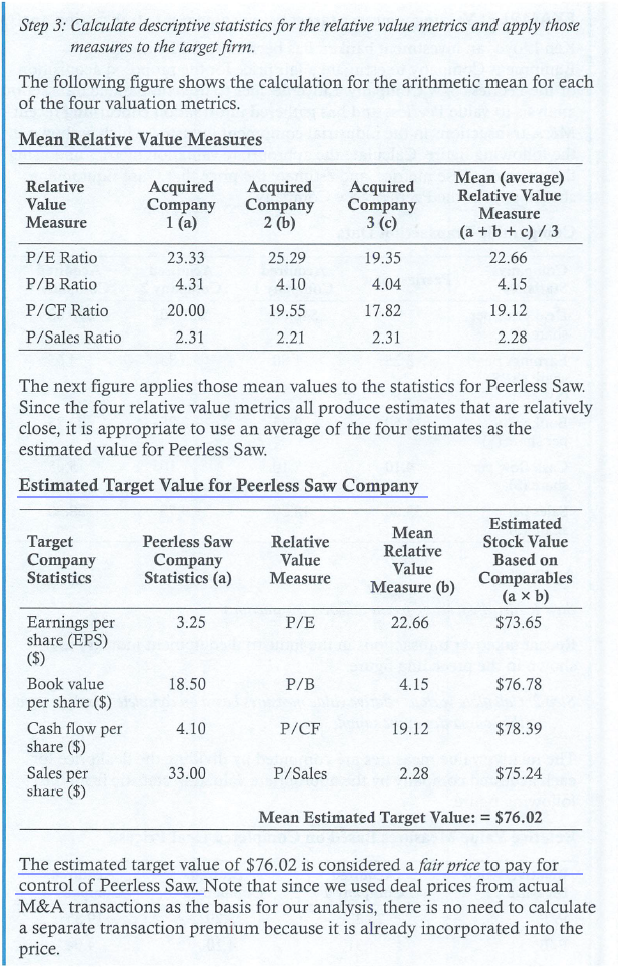 Step 3: Calculate descriptive statistics for the relative value metrics and apply those
measures to the target firm.
The following figure shows the calculation for the arithmetic mean for each
of the four valuation metrics.
Mean Relative Value Measures
Relative Value Measure Acquired Company 1 (a) Acquired Company 2 (b) Acquired Company 3 (c) Mean (average) Relative Value Measure (a + b + c) / 3
P/E Ratio 23.33 25.29 19.35 22.66
P/B Ratio 4.31 4.10 4.04 4.15
P/CF Ratio 20.00 19.55 17.82 19.12
P/Sales Ratio 2.31 2.21 2.31 2.28
The next figure applies those mean values to the statistics for Peerless Saw.
Since the four relative value metrics all produce estimates that are relatively
close, it is appropriate to use an average of the four estimates as the
estimated value for Peerless Saw.
Estimated Target Value for Peerless Saw Company
Target Company Statistics Peerless Saw Company Statistics (a) Relative Value Measure Mean Relative Value Measure (b) Estimated Stock Value Based on Comparables (a × b)
Earnings per share (EPS) ($) 3.25 P/E 22.66 $73.65
Book value per share ($) 18.50 P/B 4.15 $76.78
Cash flow per share ($) 4.10 P/CF 19.12 $78.39
Sales per share ($) 33.00 P/Sales 2.28 $75.24
Mean Estimated Target Value: = $76.02
The estimated target value of $76.02 is considered a fair price to pay for
control of Peerless Saw. Note that since we used deal prices from actual
M&A transactions as the basis for our analysis, there is no need to calculate
a separate transaction premium because it is already incorporated into the
price.